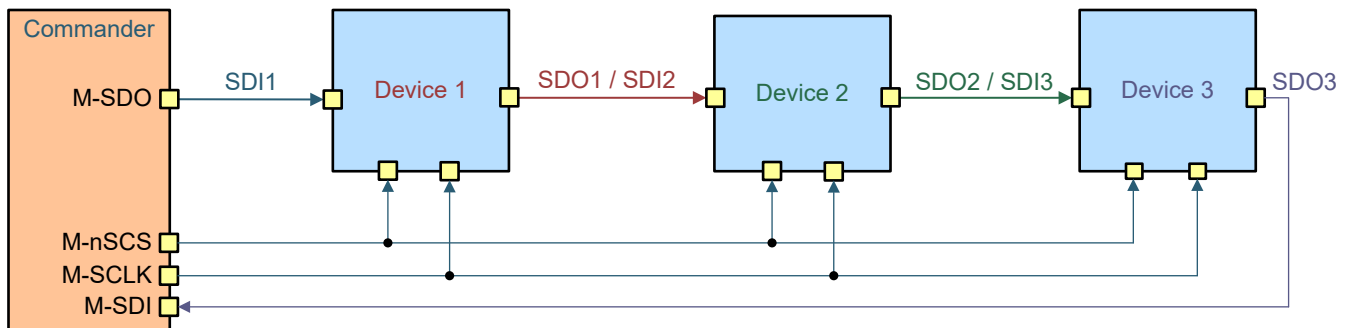 Commander
M-SDO
SDI1
Device 1
SDO1 / SDI2
Device 2
SDO2 / SDI3
Device 3
SDO3
M-nSCS
M-SCLK
M-SDI